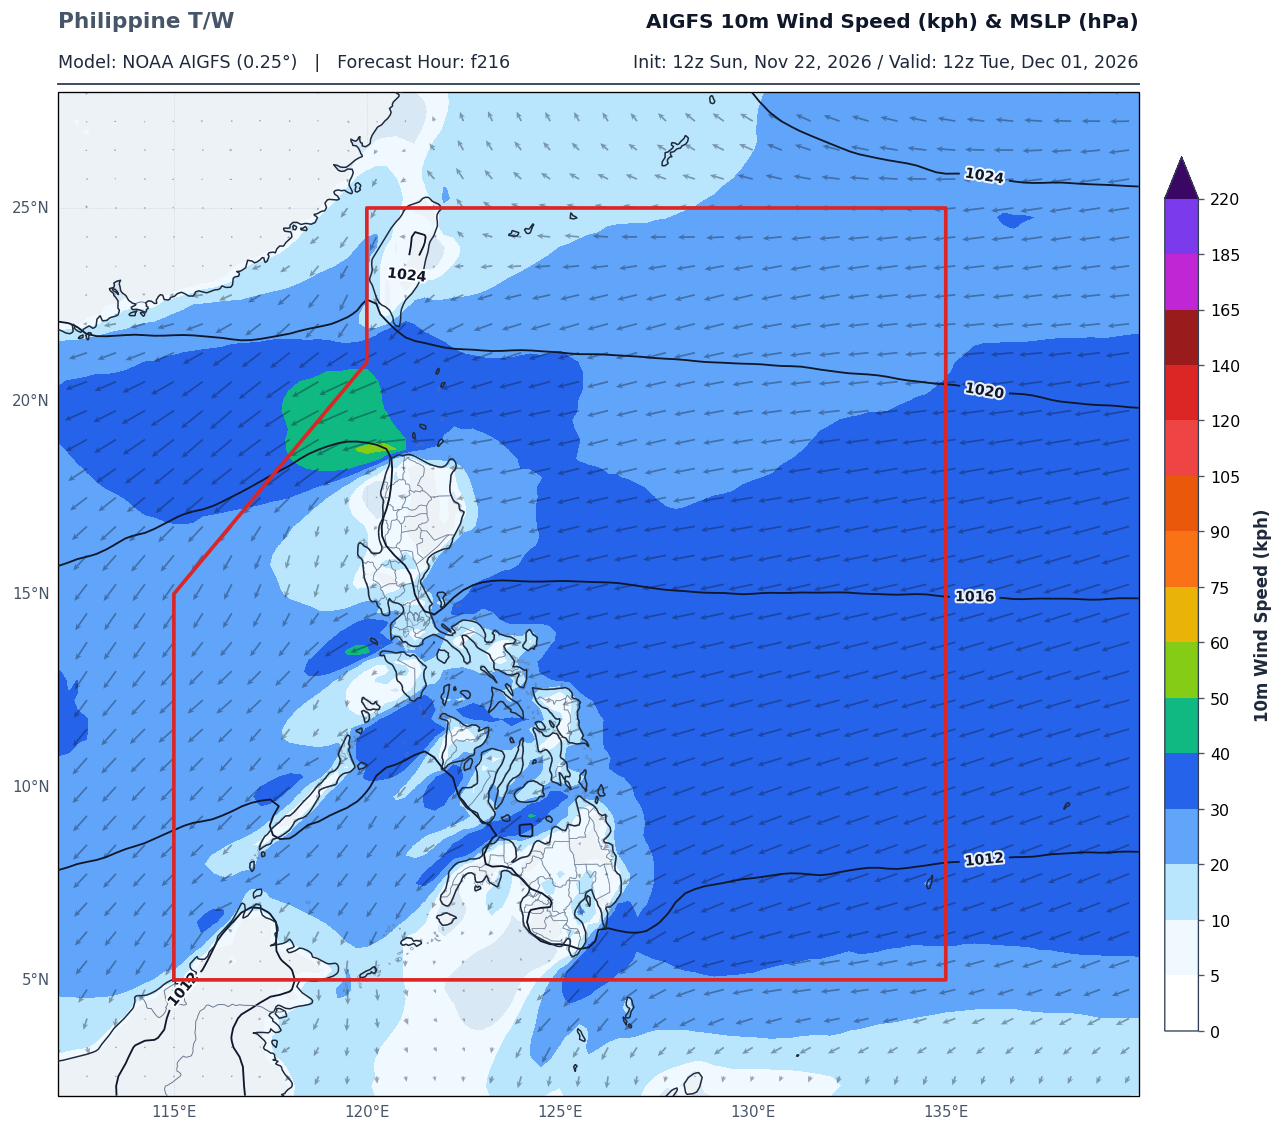 Philippine T/W
AIGFS 10m Wind Speed (kph) & MSLP (hPa)
Model: NOAA AIGFS (0.25°) | Forecast Hour: f216
Init: 12z Sun, Nov 22, 2026 / Valid: 12z Tue, Dec 01, 2026
1024
1024
1020
1016
1012
1012
25°N
20°N
15°N
10°N
5°N
115°E
120°E
125°E
130°E
135°E
220
185
165
140
120
105
90
75
60
50
40
30
20
10
5
0
10m Wind Speed (kph)